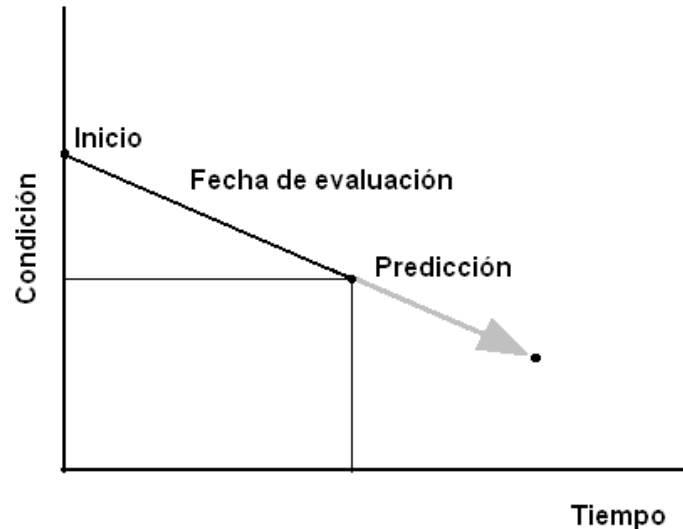 Inicio
Fecha de evaluación
Condición
Predicción
Tiempo